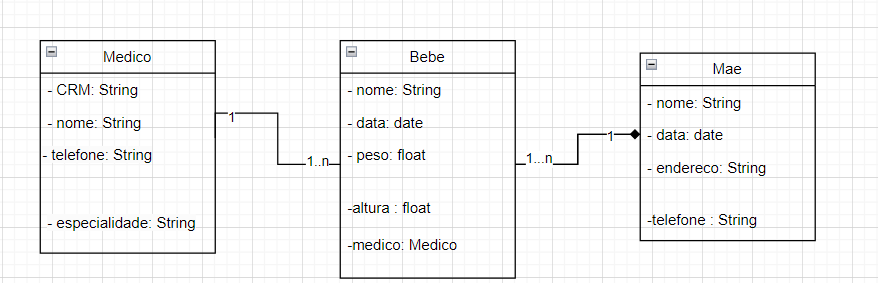 Medico
- CRM: String
- nome: String
- telefone: String
- especialidade: String
1
1..n
Bebe
- nome: String
- data: date
- peso: float
-altura : float
-medico: Medico
1...n
1
Mae
- nome: String
- data: date
- endereco: String
-telefone : String